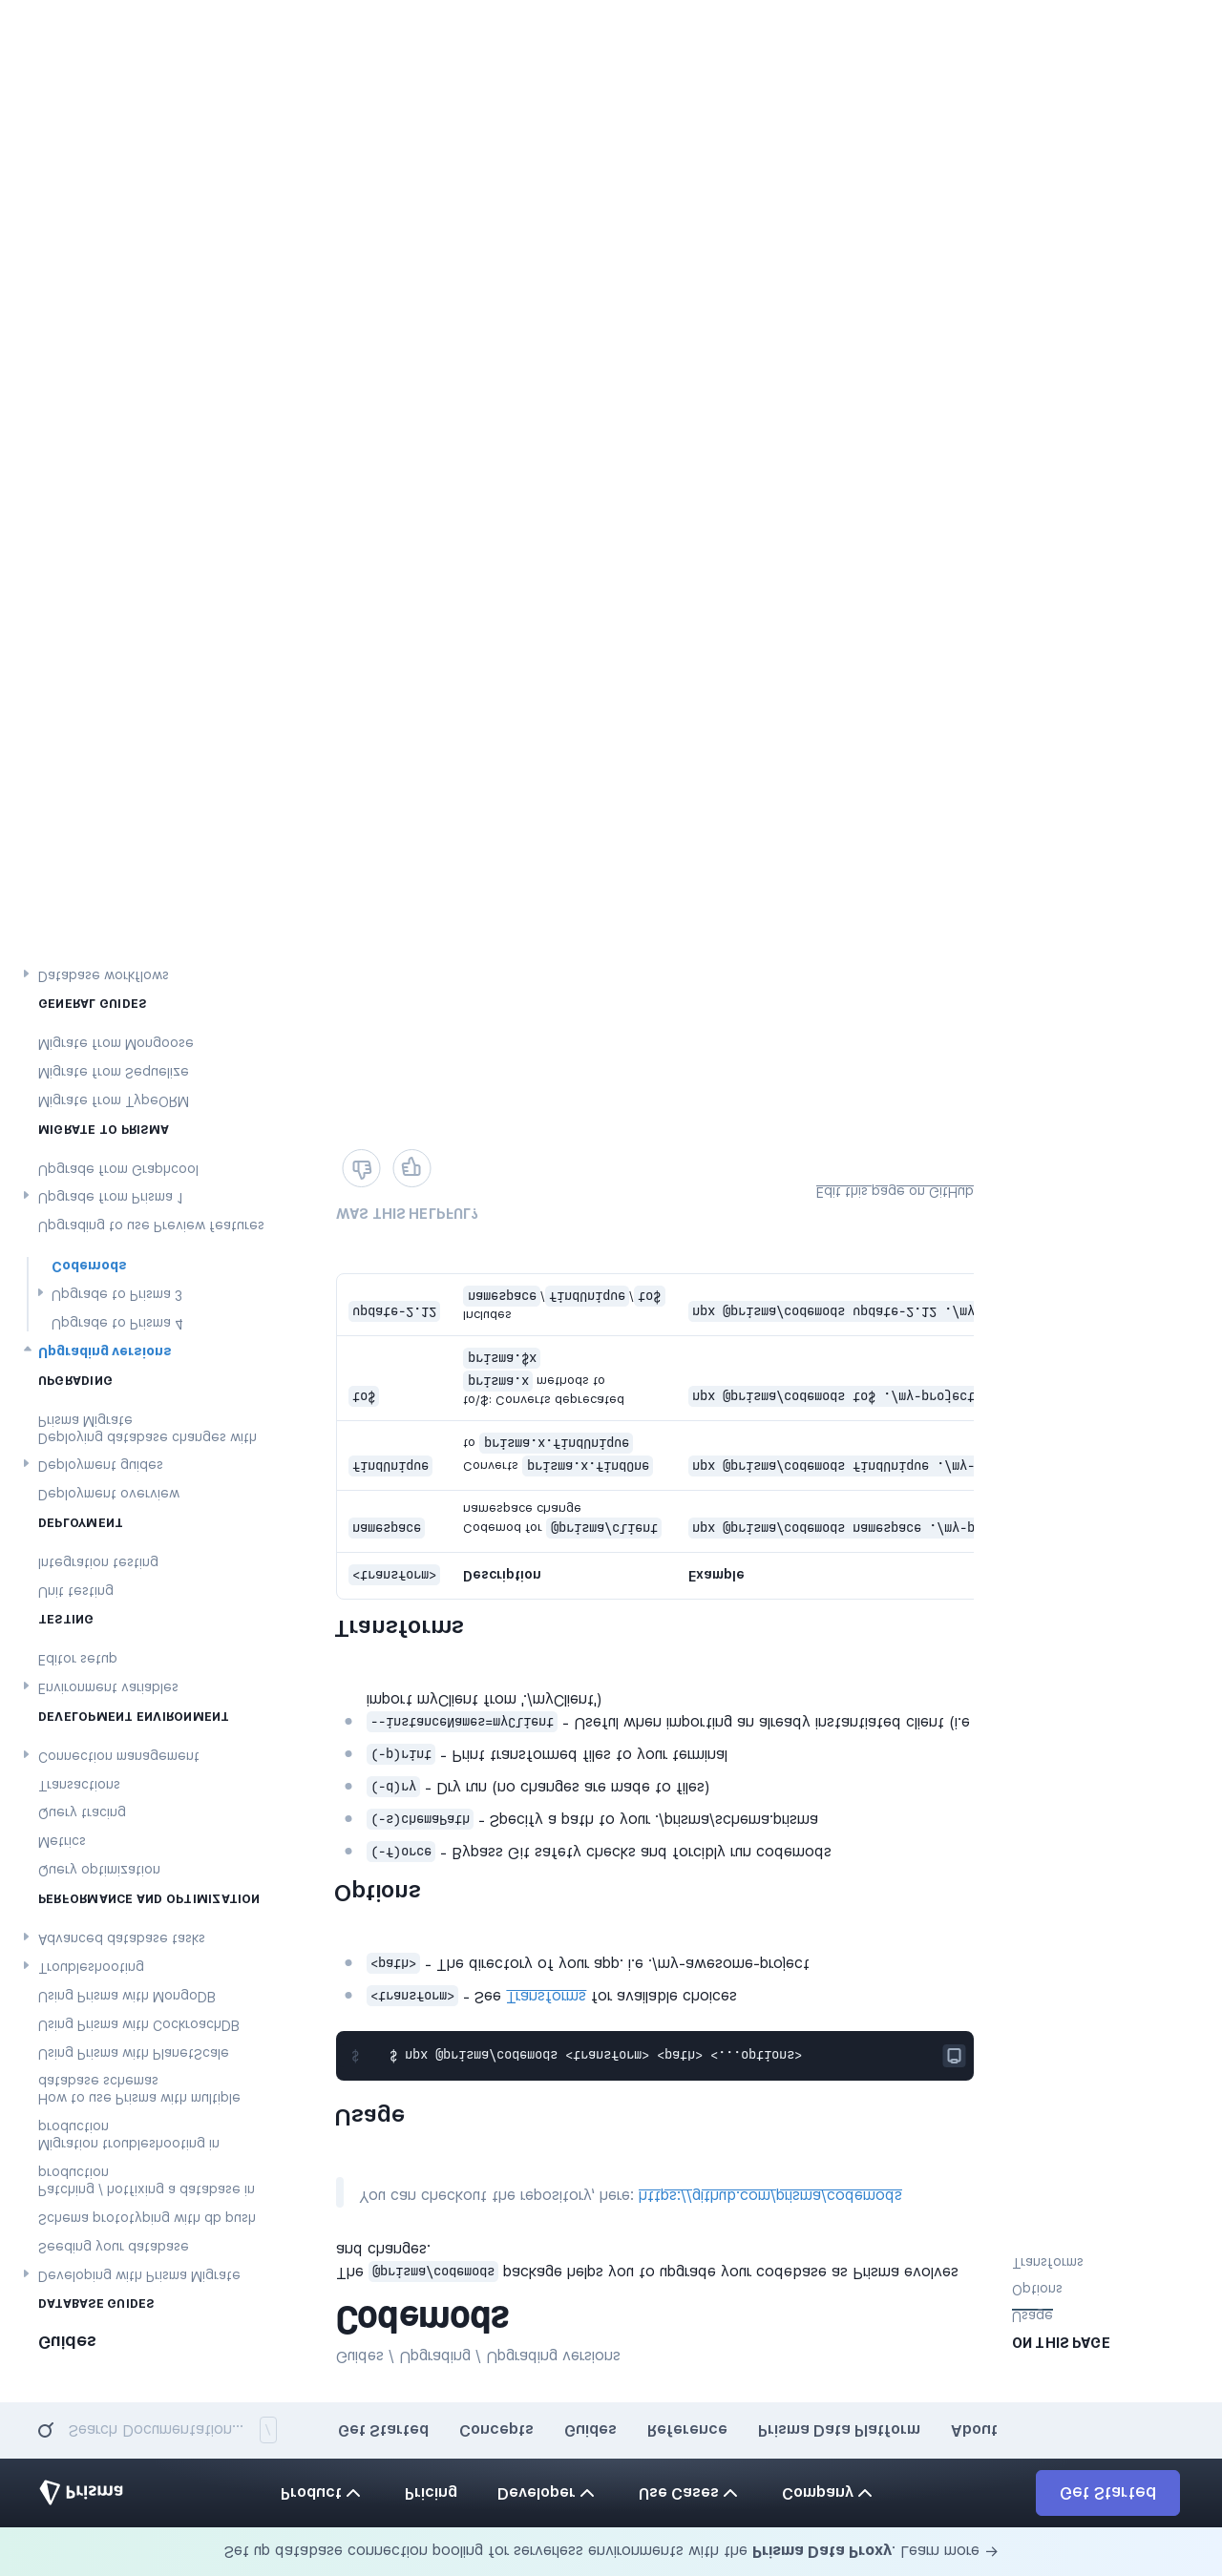 Set up database connection pooling for serverless environments with the Prisma Data Proxy. Learn more →
Prisma
Product
Pricing
Developer
Use Cases
Company
Get Started
Search Documentation... /
Get Started
Concepts
Guides
Reference
Prisma Data Platform
About
Guides
DATABASE GUIDES
Developing with Prisma Migrate
Seeding your database
Schema prototyping with db push
Patching / hotfixing a database in
production
Migration troubleshooting in
production
How to use Prisma with multiple
database schemas
Using Prisma with PlanetScale
Using Prisma with CockroachDB
Using Prisma with MongoDB
Troubleshooting
Advanced database tasks
PERFORMANCE AND OPTIMIZATION
Query optimization
Metrics
Query tracing
Transactions
Connection management
DEVELOPMENT ENVIRONMENT
Environment variables
Editor setup
TESTING
Unit testing
Integration testing
DEPLOYMENT
Deployment overview
Deployment guides
Deploying database changes with
Prisma Migrate
UPGRADING
Upgrading versions
Upgrade to Prisma 4
Upgrade to Prisma 3
Codemods
Upgrading to use Preview features
Upgrade from Prisma 1
Upgrade from Graphcool
MIGRATE TO PRISMA
Migrate from TypeORM
Migrate from Sequelize
Migrate from Mongoose
GENERAL GUIDES
Database workflows
Guides / Upgrading / Upgrading versions
Codemods
The @prisma/codemods package helps you to upgrade your codebase as Prisma evolves
and changes.
You can checkout the repository, here: https://github.com/prisma/codemods
Usage
$ $ npx @prisma/codemods <transform> <path> <...options>
<transform> - See Transforms for available choices
<path> - The directory of your app. i.e ./my-awesome-project
Options
(-f)orce - Bypass Git safety checks and forcibly run codemods
(-s)chemaPath - Specify a path to your ./prisma/schema.prisma
(-d)ry - Dry run (no changes are made to files)
(-p)rint - Print transformed files to your terminal
--instanceNames=myClient - Useful when importing an already instantiated client (i.e
import myClient from './myClient')
Transforms
<transform> Description Example
namespace
Codemod for @prisma/client
namespace change
npx @prisma/codemods namespace ./my-p
findUnique
Converts prisma.x.findOne
to prisma.x.findUnique
npx @prisma/codemods findUnique ./my-
to$
to/$: Converts deprecated
prisma.x methods to
prisma.$x
npx @prisma/codemods to$ ./my-project
update-2.12
Includes
namespace / findUnique / to$
npx @prisma/codemods update-2.12 ./my
WAS THIS HELPFUL?
Edit this page on GitHub
ON THIS PAGE
Usage
Options
Transforms